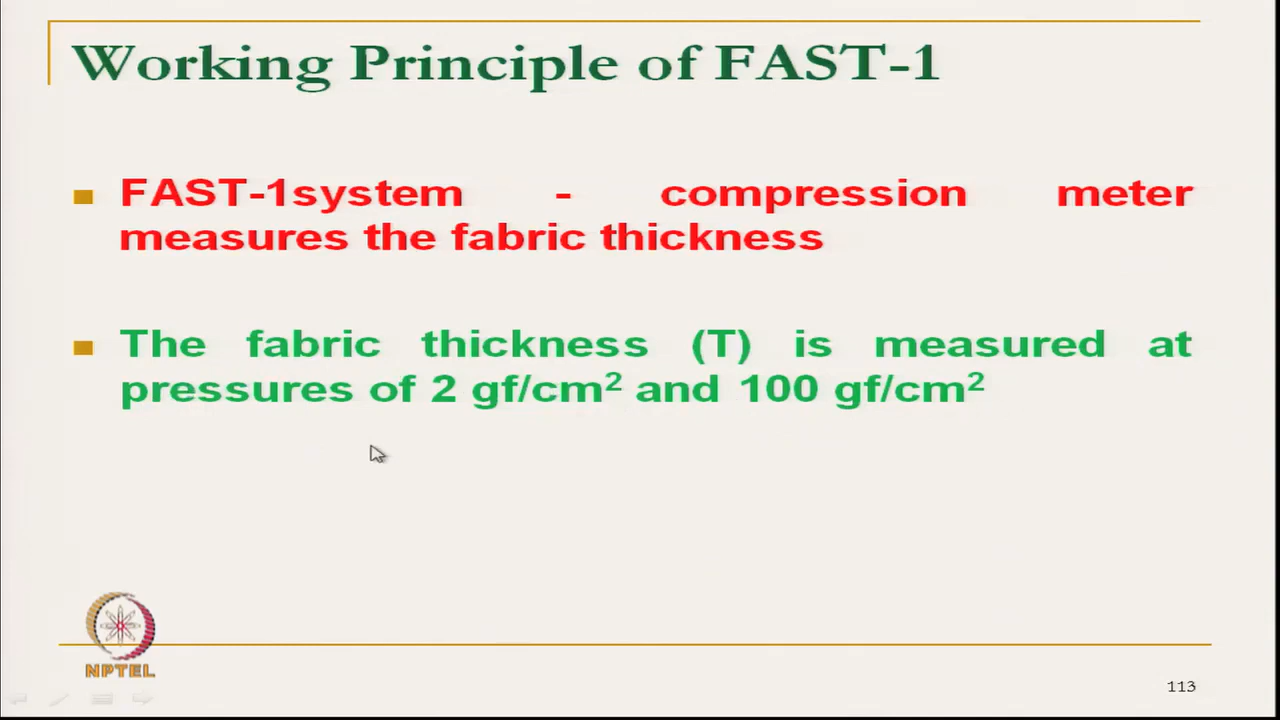 Working Principle of FAST-1
FAST-1system - compression meter
measures the fabric thickness
The fabric thickness (T) is measured at
pressures of 2 gf/cm² and 100 gf/cm²
NPTEL
113